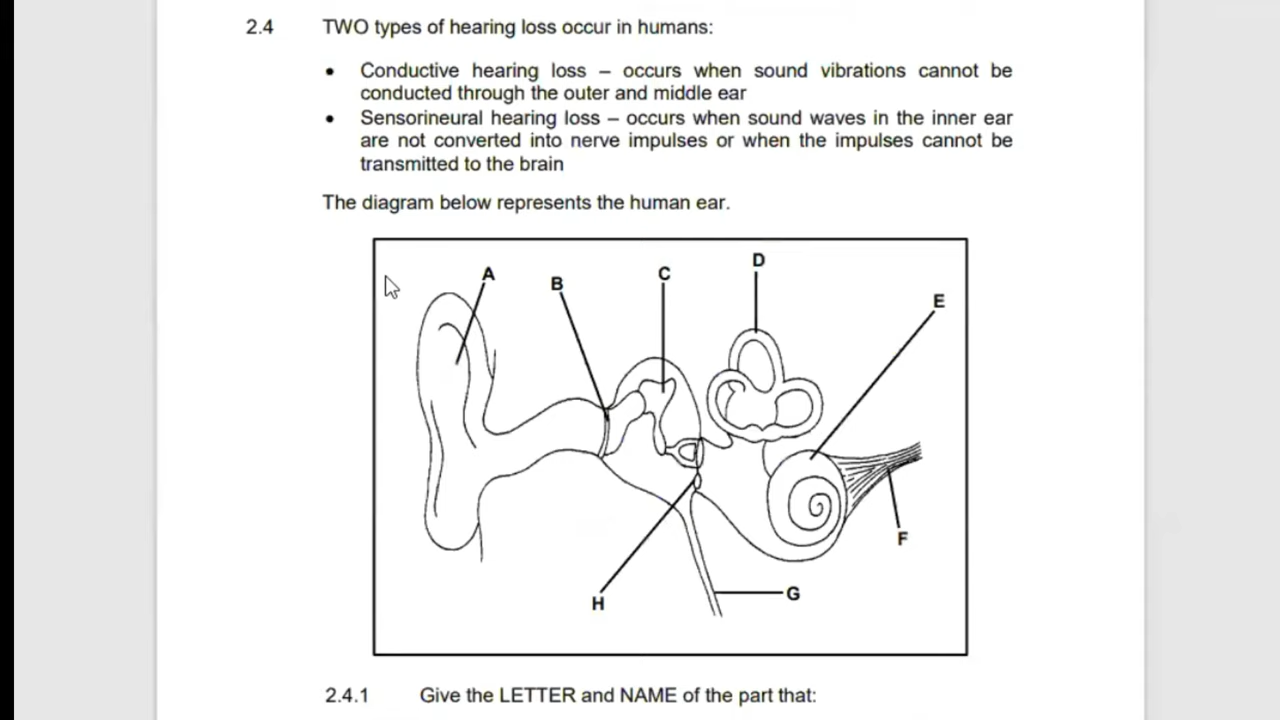 2.4 TWO types of hearing loss occur in humans:
• Conductive hearing loss – occurs when sound vibrations cannot be
conducted through the outer and middle ear
• Sensorineural hearing loss – occurs when sound waves in the inner ear
are not converted into nerve impulses or when the impulses cannot be
transmitted to the brain
The diagram below represents the human ear.
A
B
C
D
E
F
G
H
2.4.1 Give the LETTER and NAME of the part that: